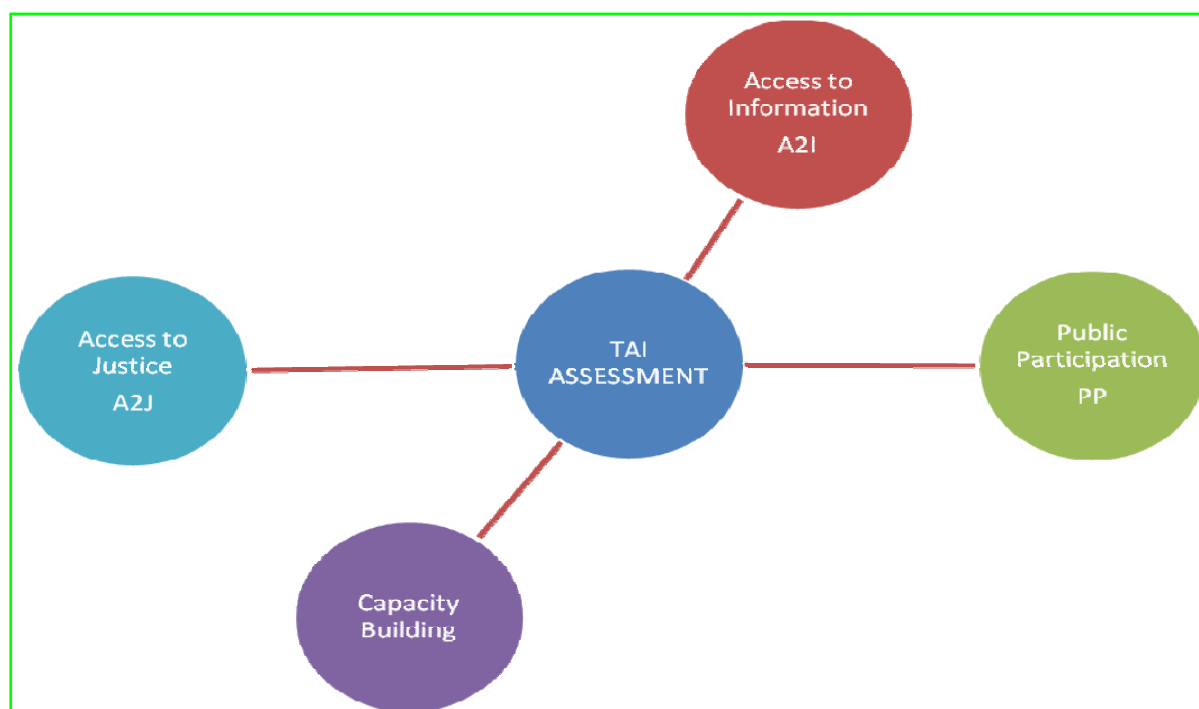 Access to
Information
A2I
Access to
Justice
A2J
TAI
ASSESSMENT
Public
Participation
PP
Capacity
Building